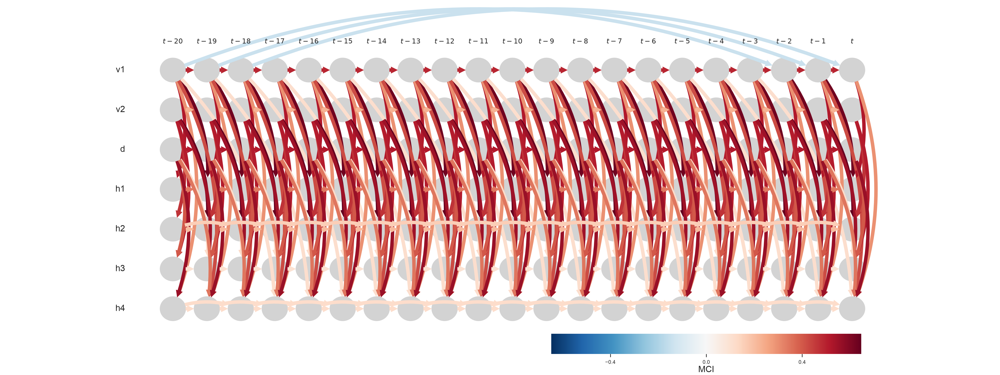 t − 20 t − 19 t − 18 t − 17 t − 16 t − 15 t − 14 t − 13 t − 12 t − 11 t − 10 t − 9 t − 8 t − 7 t − 6 t − 5 t − 4 t − 3 t − 2 t − 1 t
v1
v2
d
h1
h2
h3
h4
−0.4 0.0 0.4
MCI